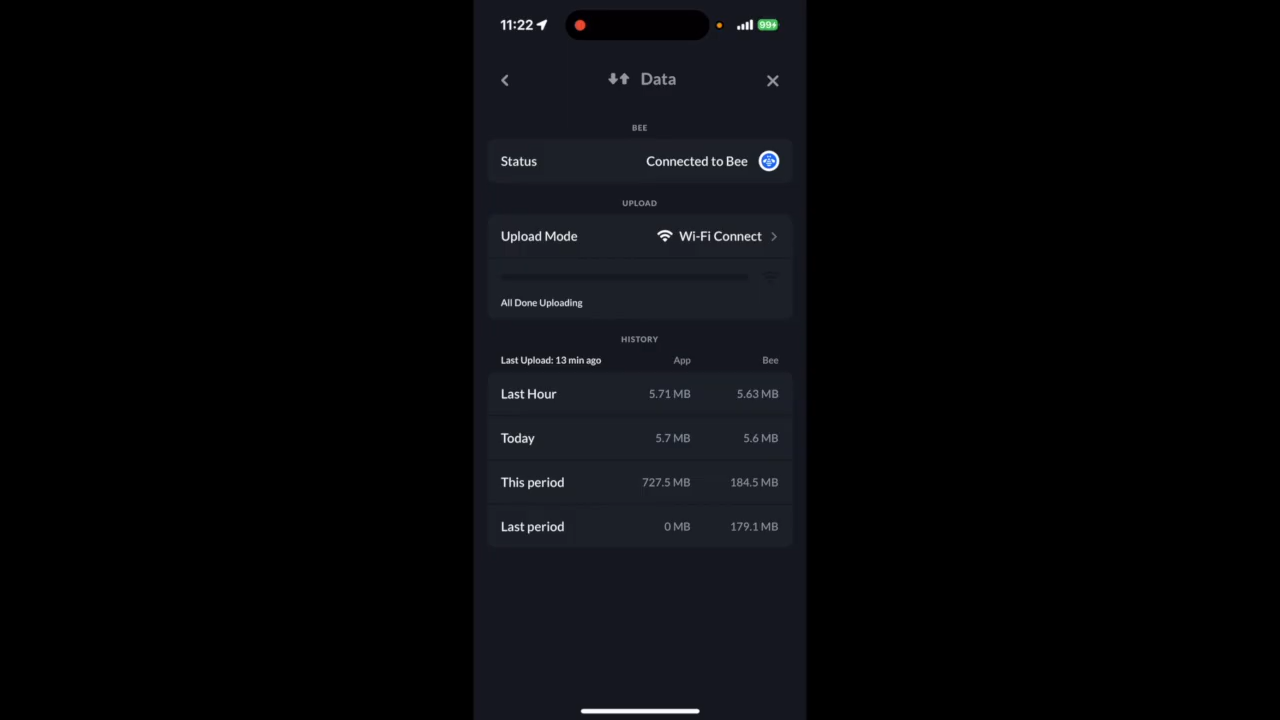 11:22
99+
Data
BEE
Status Connected to Bee
UPLOAD
Upload Mode Wi-Fi Connect
All Done Uploading
HISTORY
Last Upload: 13 min ago App Bee
Last Hour 5.71 MB 5.63 MB
Today 5.7 MB 5.6 MB
This period 727.5 MB 184.5 MB
Last period 0 MB 179.1 MB